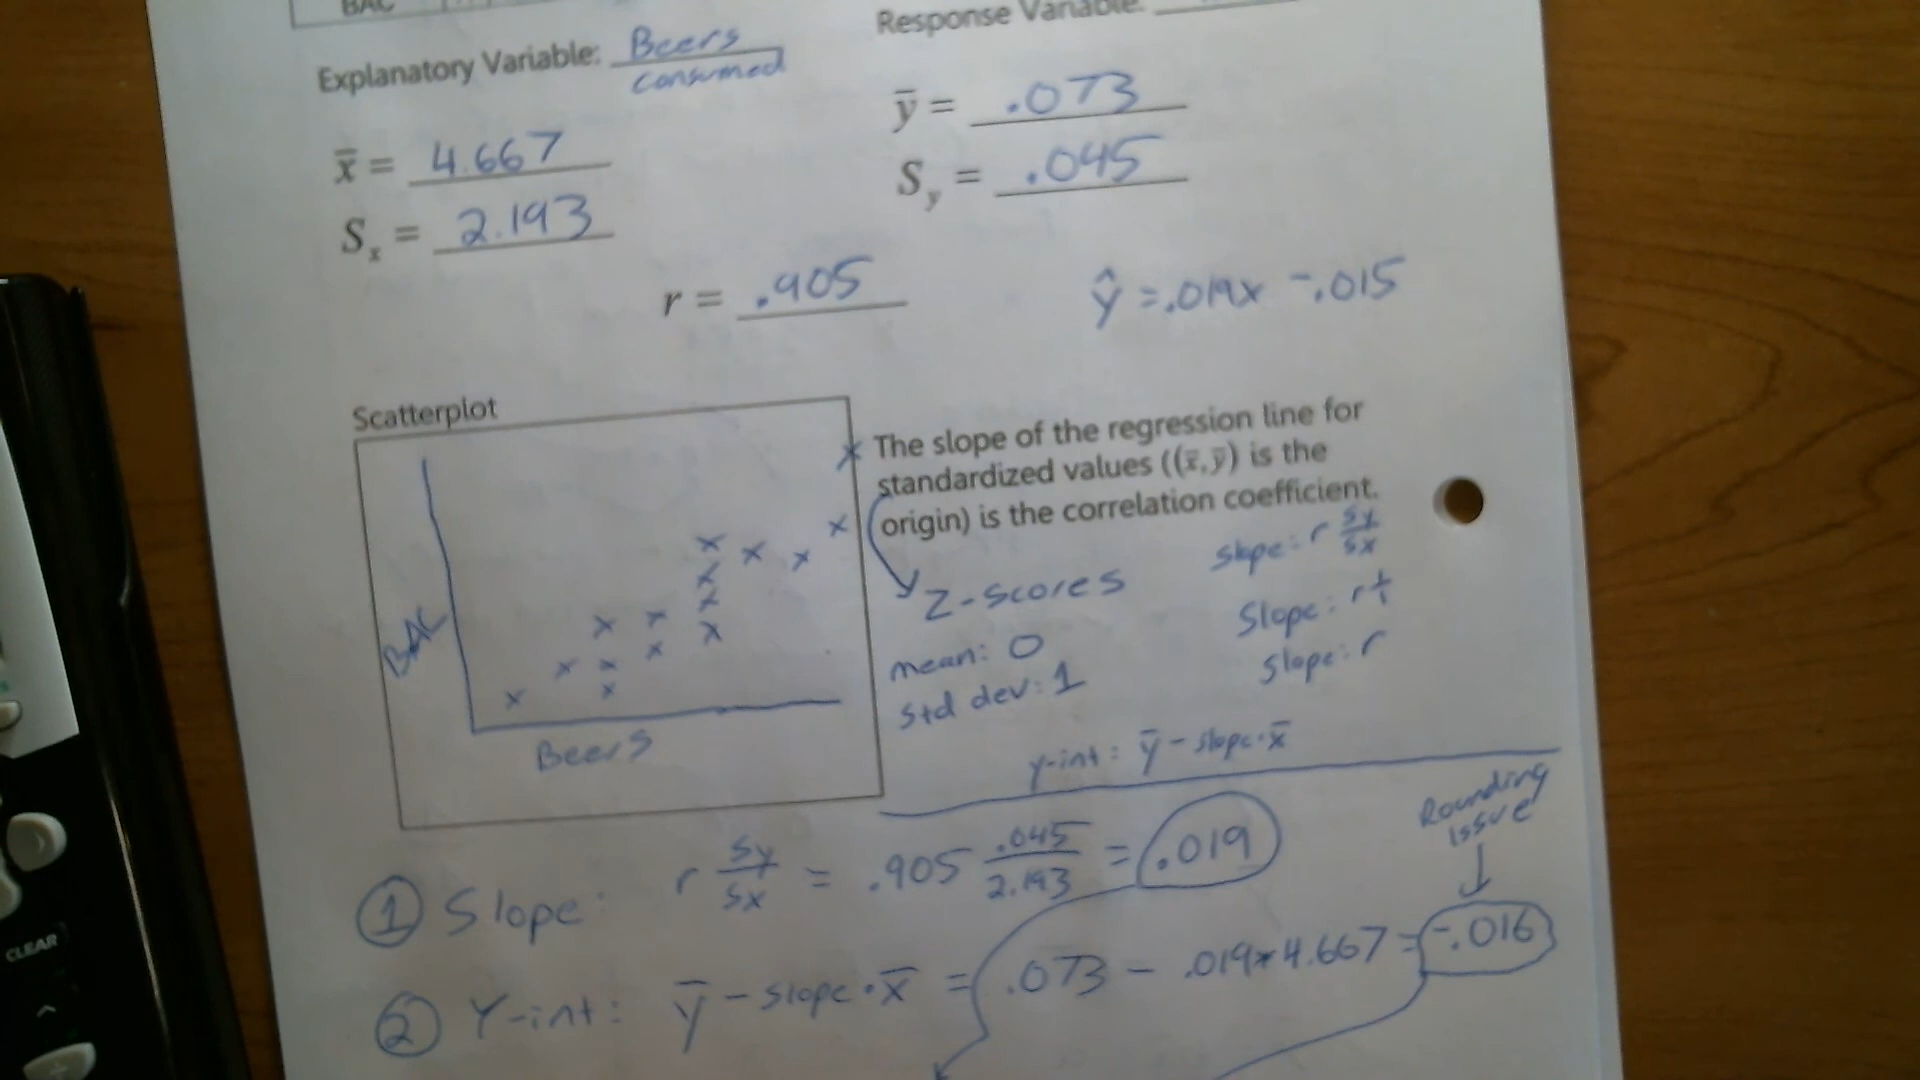 BAC
Explanatory Variable: Beers consumed
Response Variable:
x̄ = 4.667
ȳ = .073
Sx = 2.193
Sy = .045
r = .905
ŷ = .019x -.015
Scatterplot
BAC
Beers
The slope of the regression line for
standardized values ((x̄,ȳ) is the
origin) is the correlation coefficient.
Z-scores
mean: 0
std dev: 1
Slope: r sy/sx
Slope: r 1/1
Slope: r
y-int: ȳ - slope·x̄
Rounding
Issue
① Slope: r sy/sx = .905 .045/2.193 = .019
② Y-int: ȳ - slope·x̄ = .073 - .019*4.667 = -.016
CLEAR